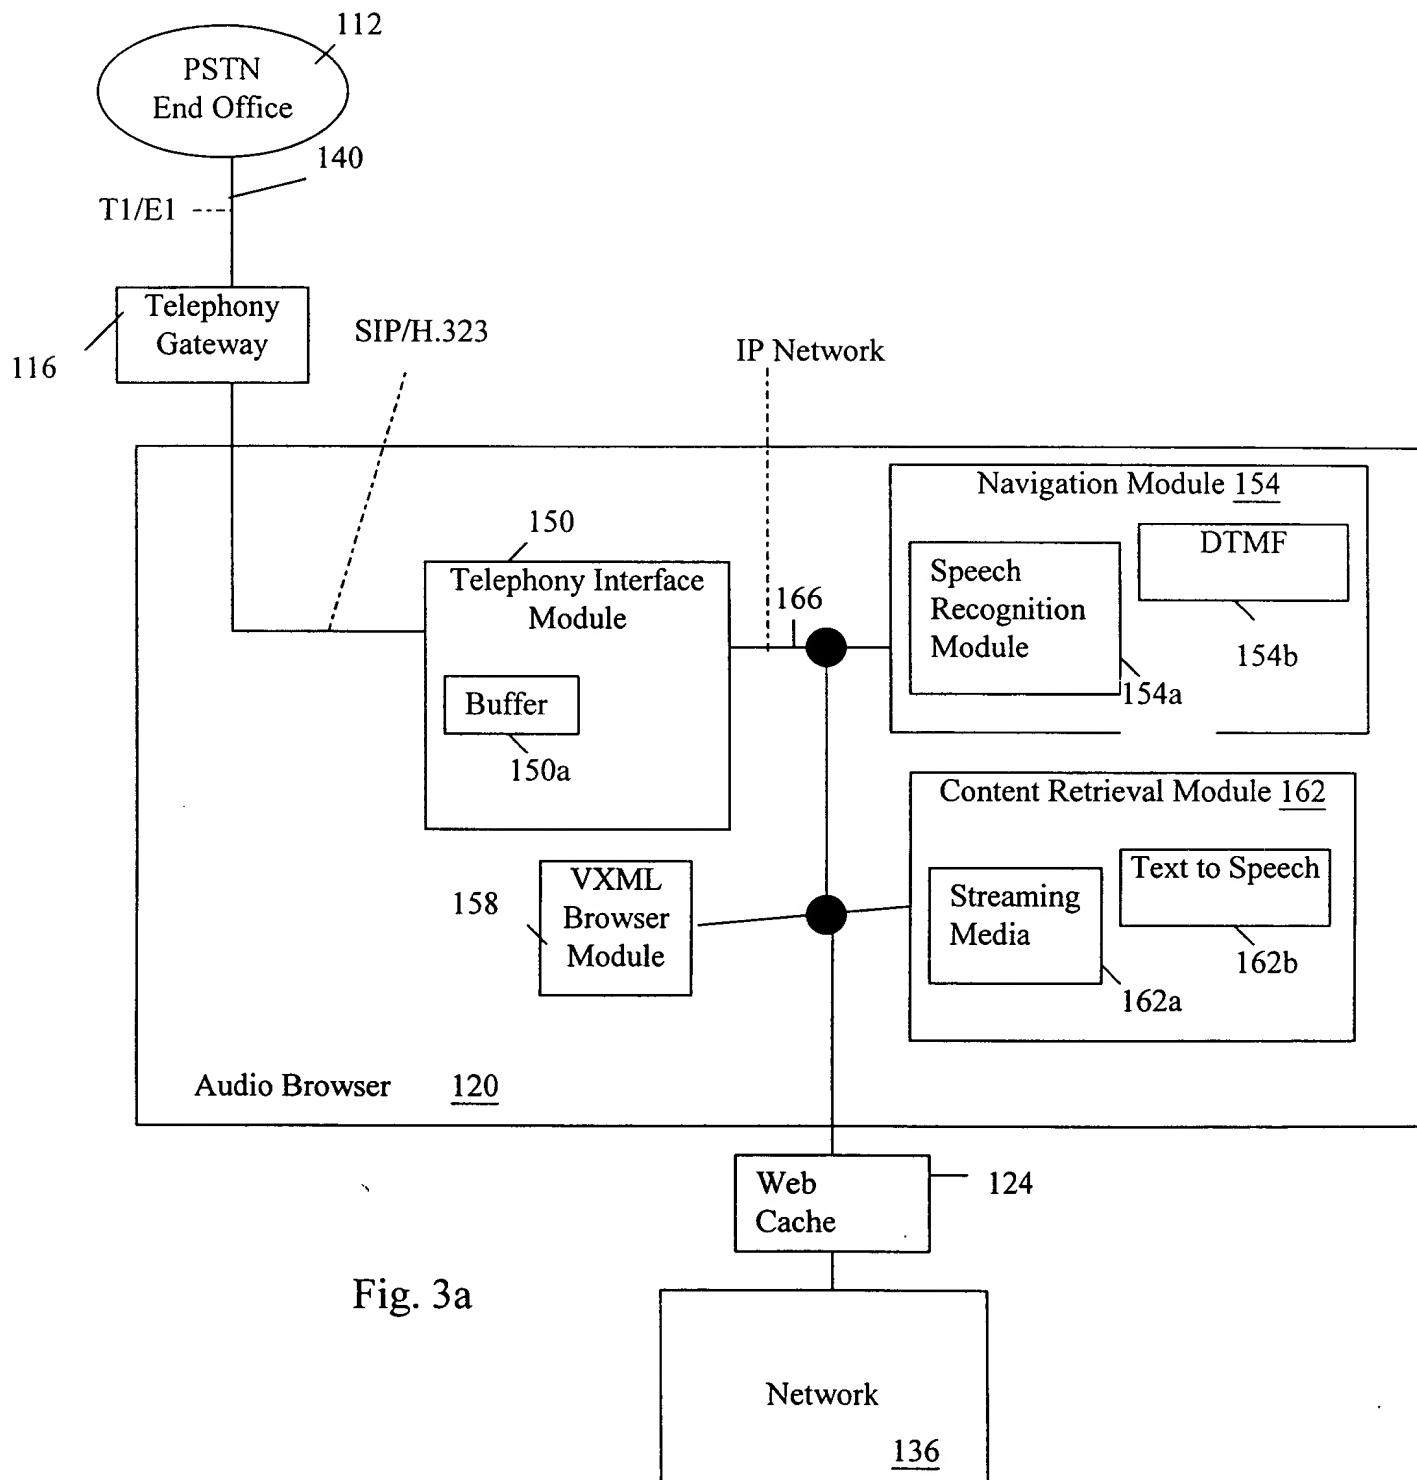 112
PSTN
End Office
140
T1/E1
Telephony
Gateway
116
SIP/H.323
IP Network
Navigation Module 154
DTMF
154b
Speech
Recognition
Module
154a
150
Telephony Interface
Module
Buffer
150a
166
Content Retrieval Module 162
Text to Speech
162b
Streaming
Media
162a
VXML
Browser
Module
158
Audio Browser 120
Web
Cache
124
Fig. 3a
Network
136